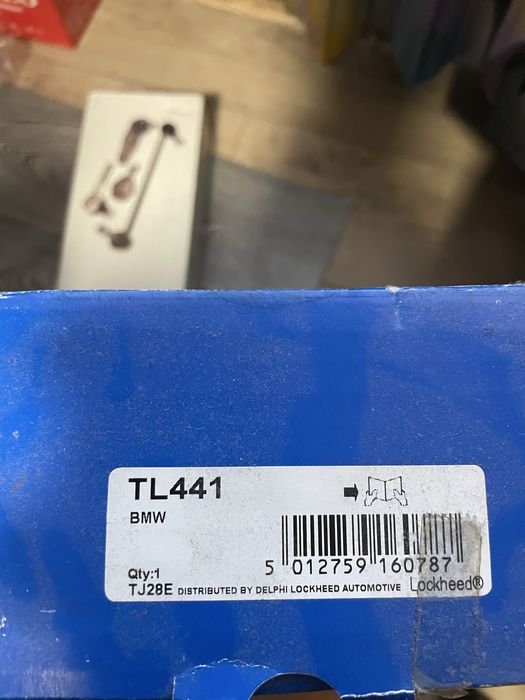 TL441
BMW
5 012759 160787
Qty:1
TJ28E DISTRIBUTED BY DELPHI LOCKHEED AUTOMOTIVE Lockheed®